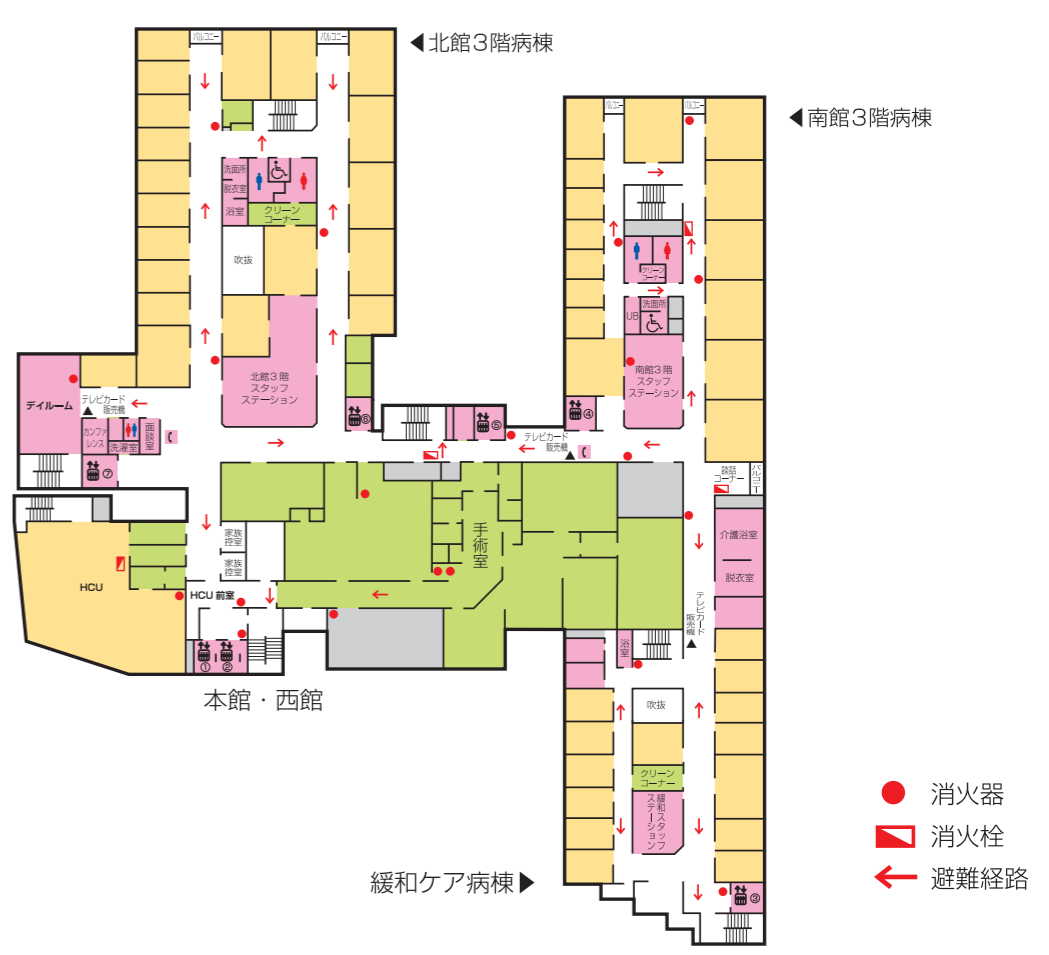 バルコニー
バルコニー
北館３階病棟
洗面所
脱衣室
浴室
クリーン
コーナー
吹抜
北館３階
スタッフ
ステーション
デイルーム
テレビカード
販売機
カンファ
レンス
洗濯室
面談室
⑦
⑥
⑤
テレビカード
販売機
バルコニー
バルコニー
南館３階病棟
クリーン
コーナー
UB
洗面所
南館３階
スタッフ
ステーション
④
談話
コーナー
バルコニー
介護浴室
脱衣室
テレビカード
販売機
家族
控室
家族
控室
手術室
HCU
HCU 前室
①
②
本館・西館
浴室
吹抜
クリーン
コーナー
緩和スタッフ
ステーション
③
緩和ケア病棟
消火器
消火栓
避難経路